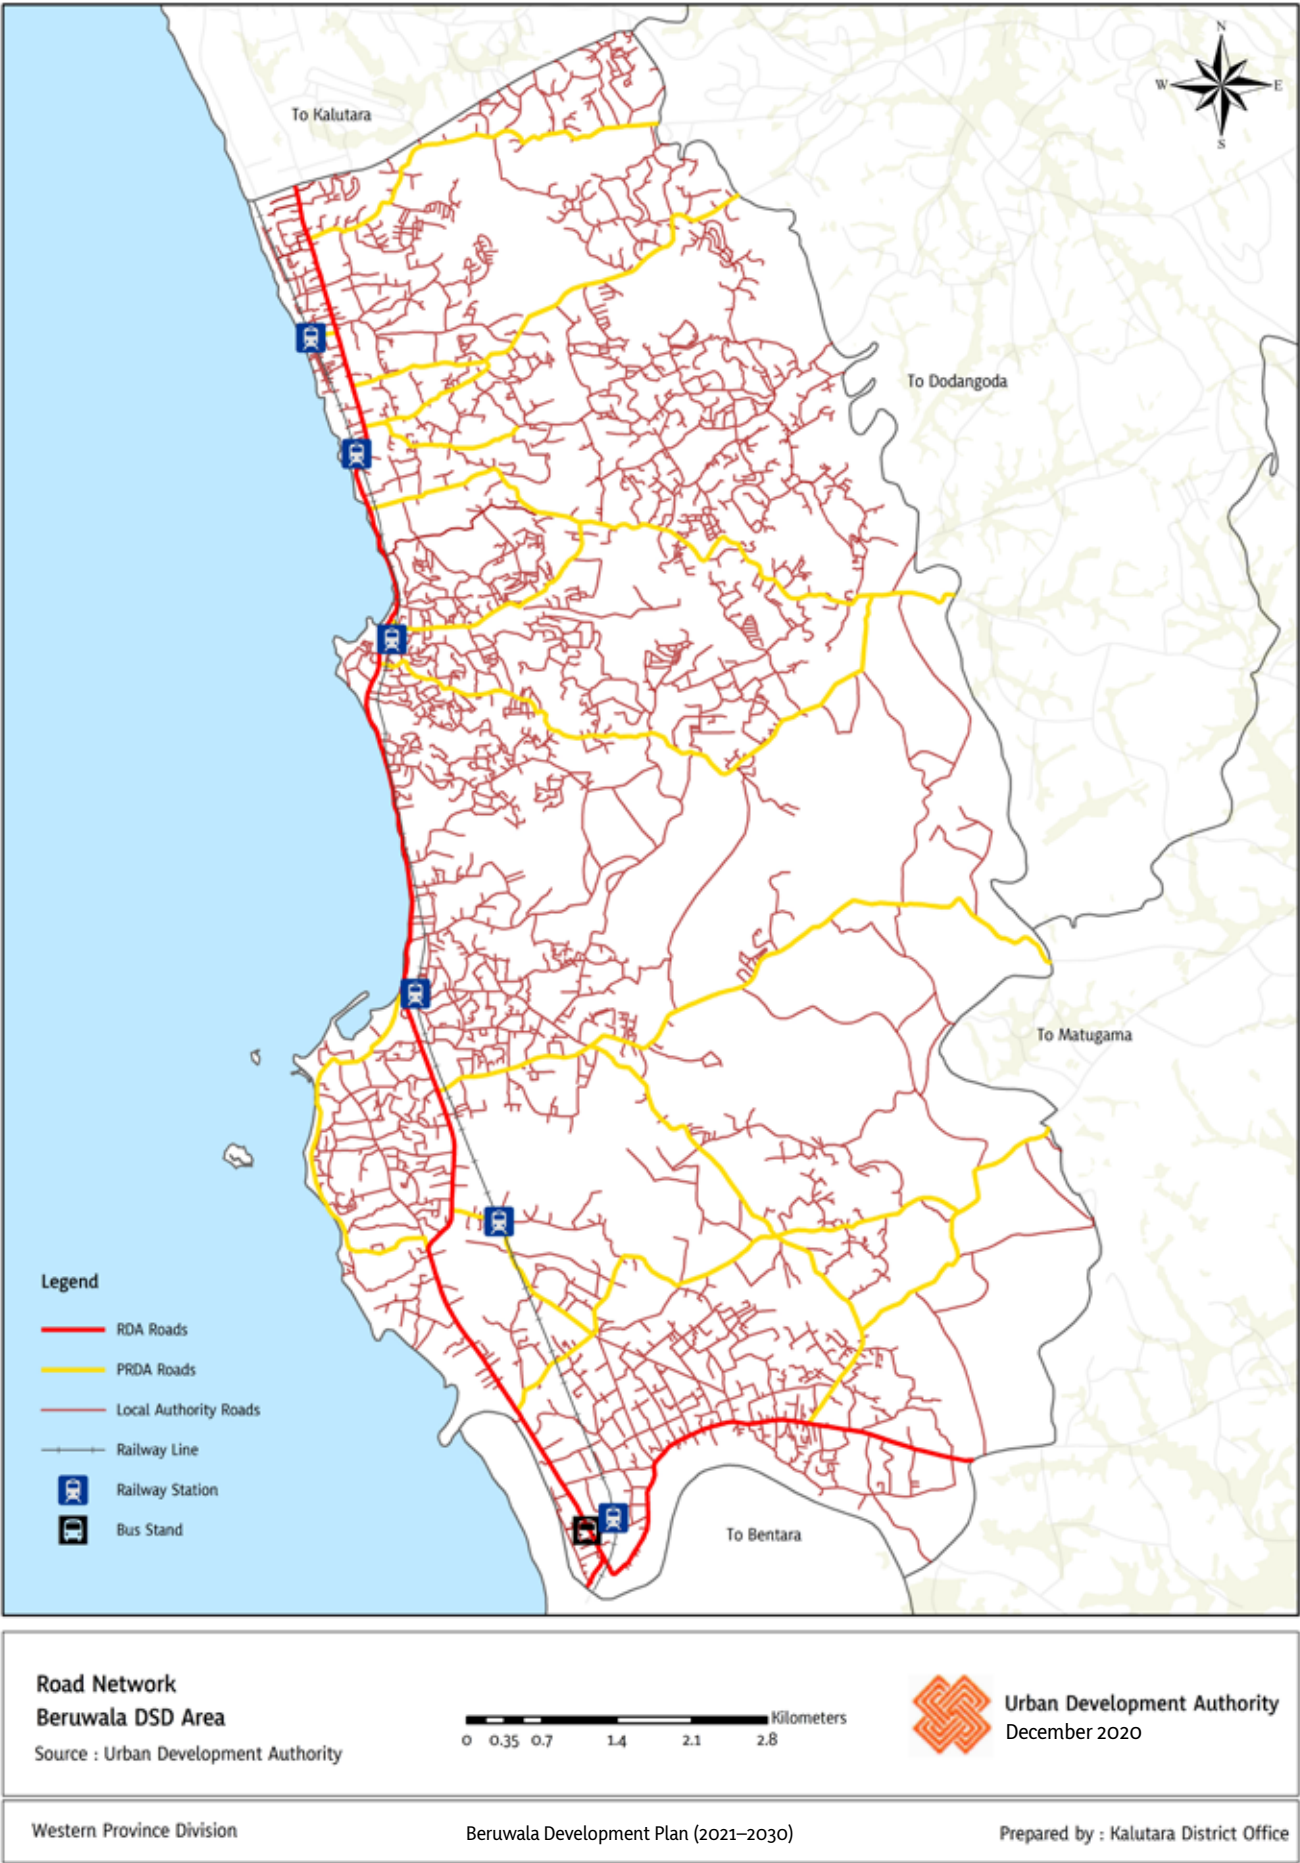 N
W
E
S
To Kalutara
To Dodangoda
To Matugama
To Bentara
Legend
RDA Roads
PRDA Roads
Local Authority Roads
Railway Line
Railway Station
Bus Stand
Road Network
Beruwala DSD Area
Source : Urban Development Authority
Kilometers
0 0.35 0.7 1.4 2.1 2.8
Urban Development Authority
December 2020
Western Province Division
Beruwala Development Plan (2021–2030)
Prepared by : Kalutara District Office